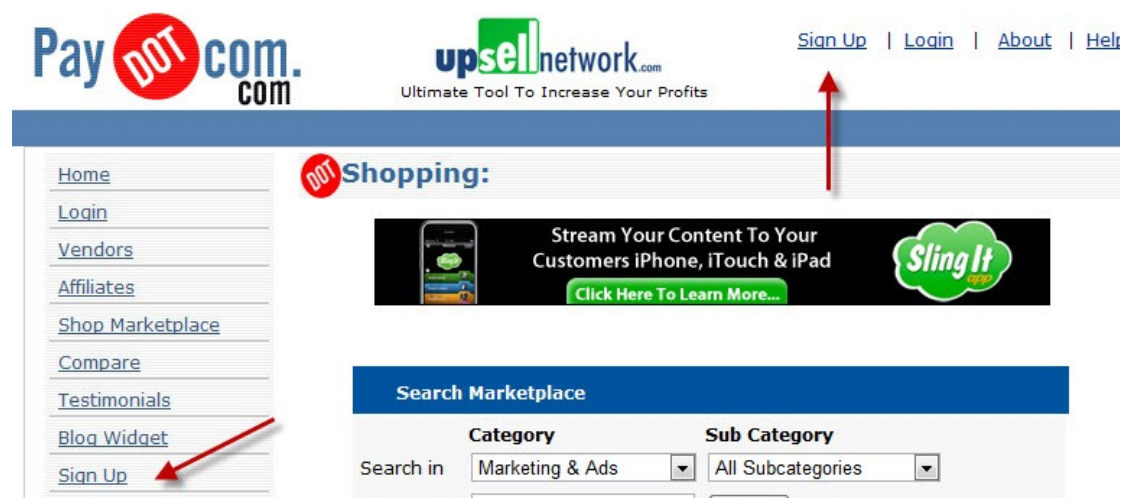 Pay DOT com.
com
upsellnetwork.com
Ultimate Tool To Increase Your Profits
Sign Up | Login | About | Help
Home
Login
Vendors
Affiliates
Shop Marketplace
Compare
Testimonials
Blog Widget
Sign Up
DOT Shopping:
Stream Your Content To Your
Customers iPhone, iTouch & iPad
Click Here To Learn More...
SlingIt
app
Search Marketplace
Category Sub Category
Search in Marketing & Ads All Subcategories